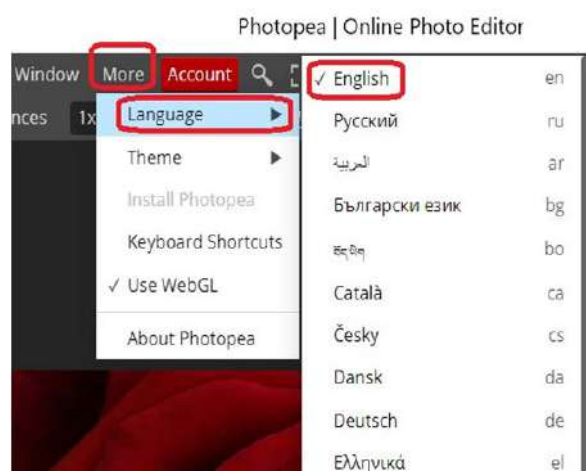 Photopea | Online Photo Editor
Window More Account
nces 1x
Language
Theme
Install Photopea
Keyboard Shortcuts
✓ Use WebGL
About Photopea
✓ English en
Русский ru
العربية ar
Български език bg
བོད་ཡིག bo
Català ca
Česky cs
Dansk da
Deutsch de
Ελληνικά el